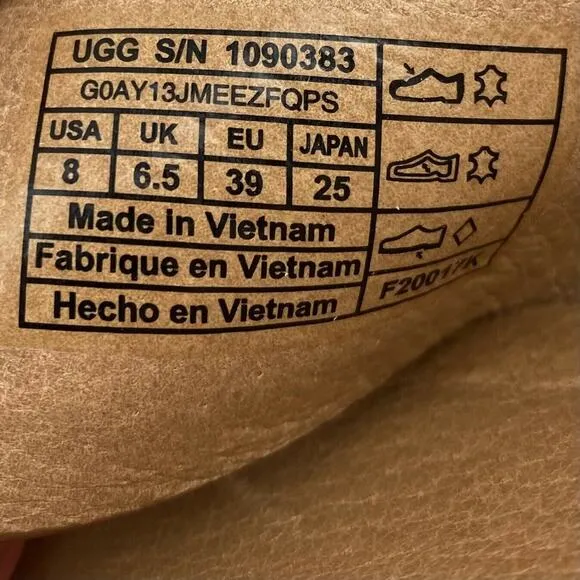 UGG S/N 1090383
G0AY13JMEEZFQPS
USA UK EU JAPAN
8 6.5 39 25
Made In Vietnam
Fabrique en Vietnam
Hecho en Vietnam
F20017K